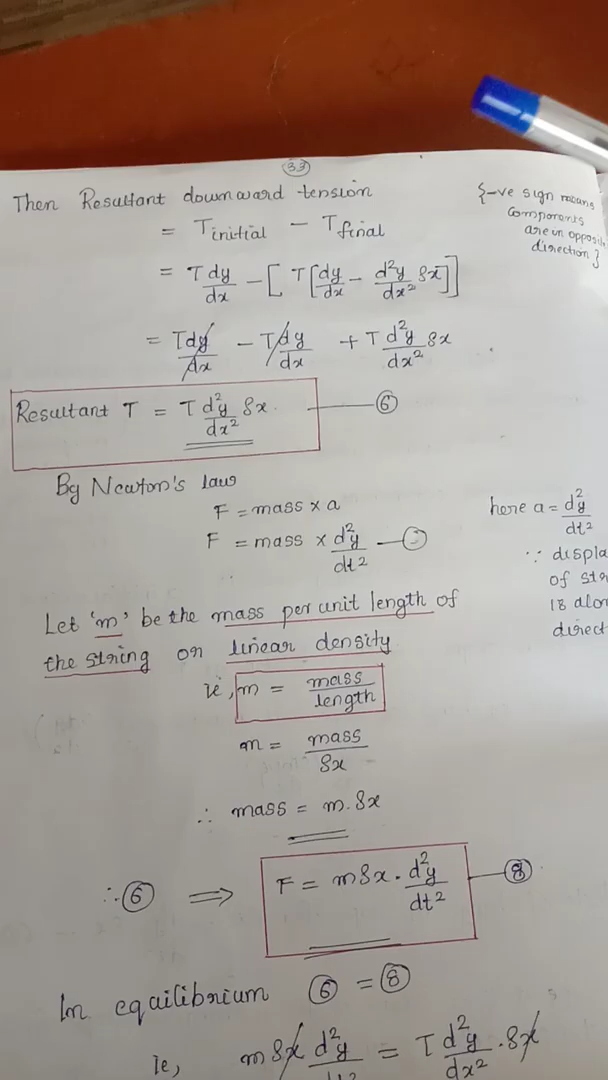 33
Then Resultant downward tension
= T initial − T final
{-ve sign means
components
are in opposite
direction}
= T dy/dx − [ T [dy/dx − d²y/dx² δx]]
= T dy/dx − T dy/dx + T d²y/dx² δx
Resultant T = T d²y/dx² δx. —— ⑥
By Newton's law
F = mass x a
F = mass x d²y/dt² —
here a = d²y/dt²
∵ displa
of str
is alon
direct
Let 'm' be the mass per unit length of
the string or linear density
ie, m = mass/length
m = mass/δx
∴ mass = m.δx
∴ ⑥ ⟹ F = mδx . d²y/dt² —— ⑧
In equilibrium ⑥ = ⑧
ie, m δx d²y/dt² = T d²y/dx² . δx